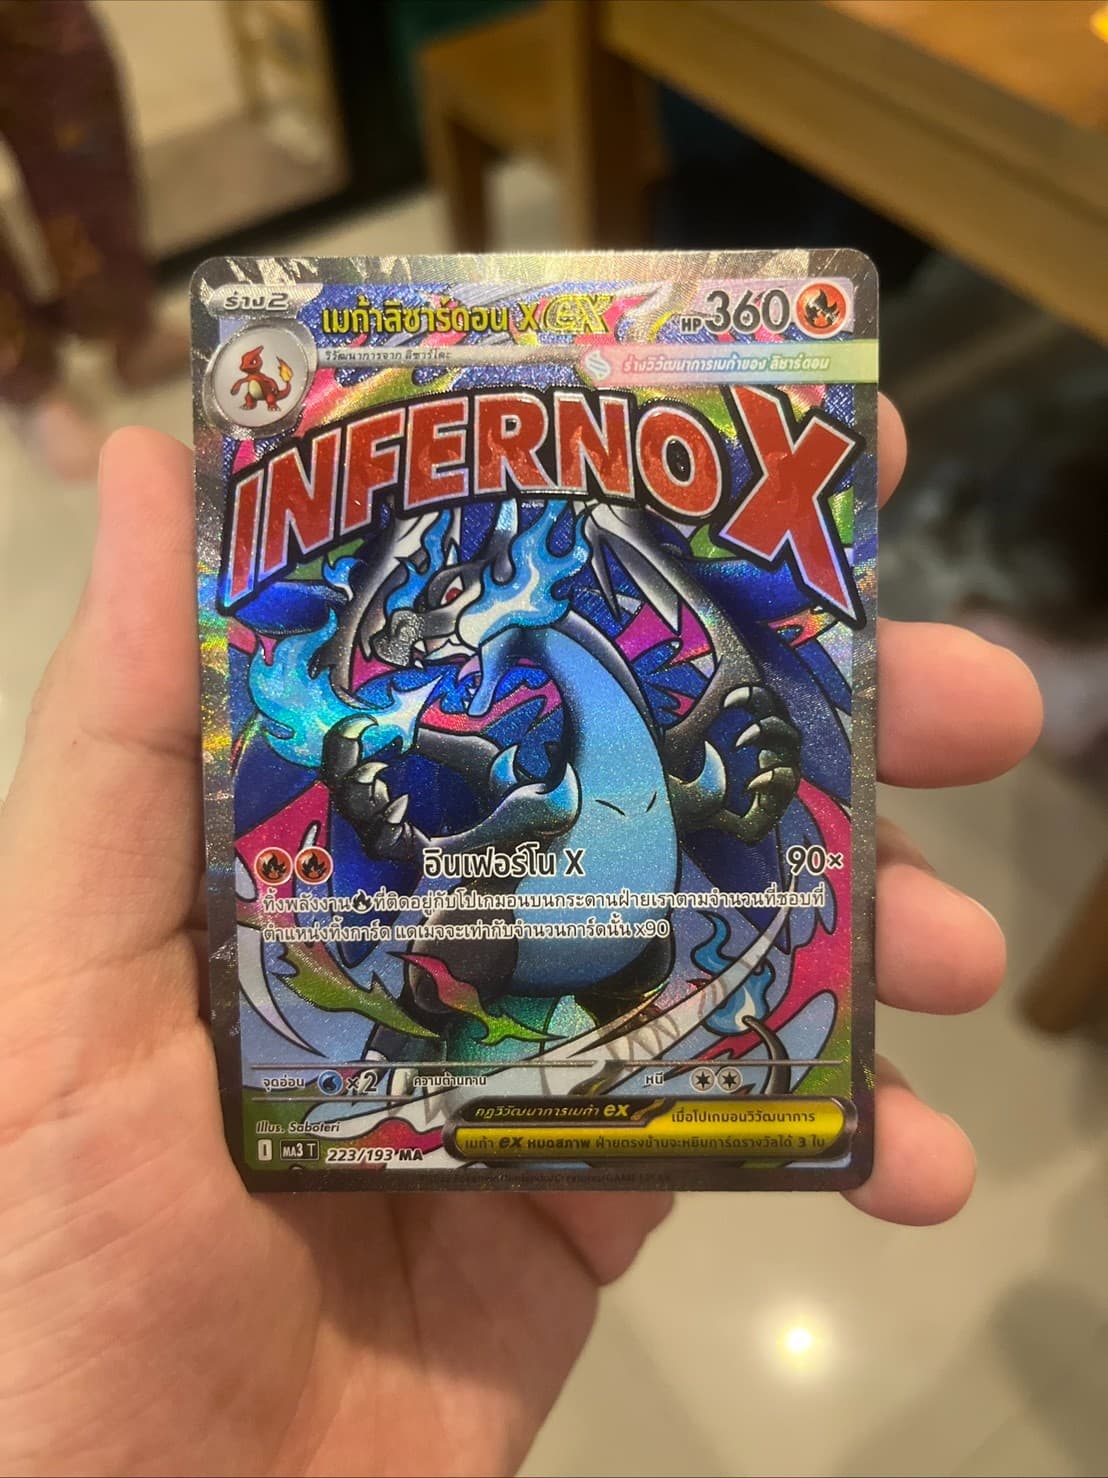 ร่าง2
เมก้าลิซาร์ดอน X ex
HP 360
วิวัฒนาการจาก ลิซาร์โดะ
ร่างวิวัฒนาการเมก้าของ ลิซาร์ดอน
INFERNO X
อินเฟอร์โน X 90×
ทิ้งพลังงานที่ติดอยู่กับโปเกมอนบนกระดานฝ่ายเราตามจำนวนที่ชอบที่
ตำแหน่งทิ้งการ์ด แดเมจจะเท่ากับจำนวนการ์ดนั้น x90
จุดอ่อน ×2 ความต้านทาน หนี
กฎวิวัฒนาการเมก้า ex เมื่อโปเกมอนวิวัฒนาการ
เมก้า ex หมดสภาพ ฝ่ายตรงข้ามจะหยิบการ์ดรางวัลได้ 3 ใบ
Illus. Saboteri
I MA3 T 223/193 MA